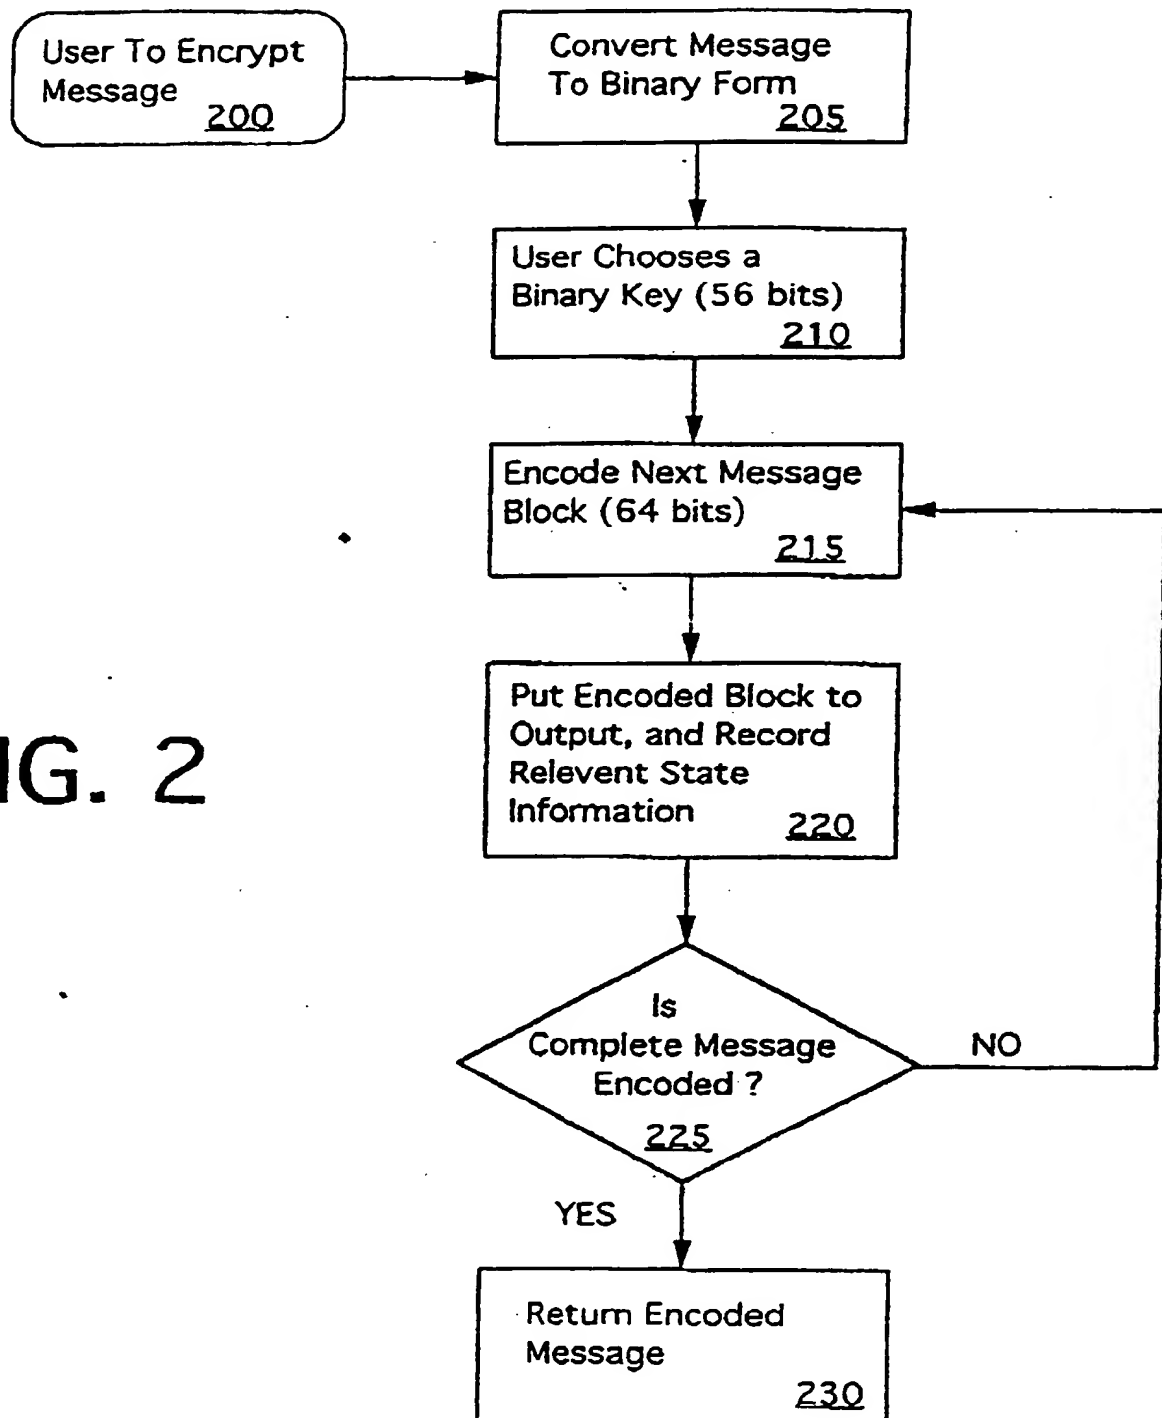 User To Encrypt
Message
200
Convert Message
To Binary Form
205
User Chooses a
Binary Key (56 bits)
210
Encode Next Message
Block (64 bits)
215
Put Encoded Block to
Output, and Record
Relevent State
Information
220
IG. 2
Is
Complete Message
Encoded ?
225
NO
YES
Return Encoded
Message
230